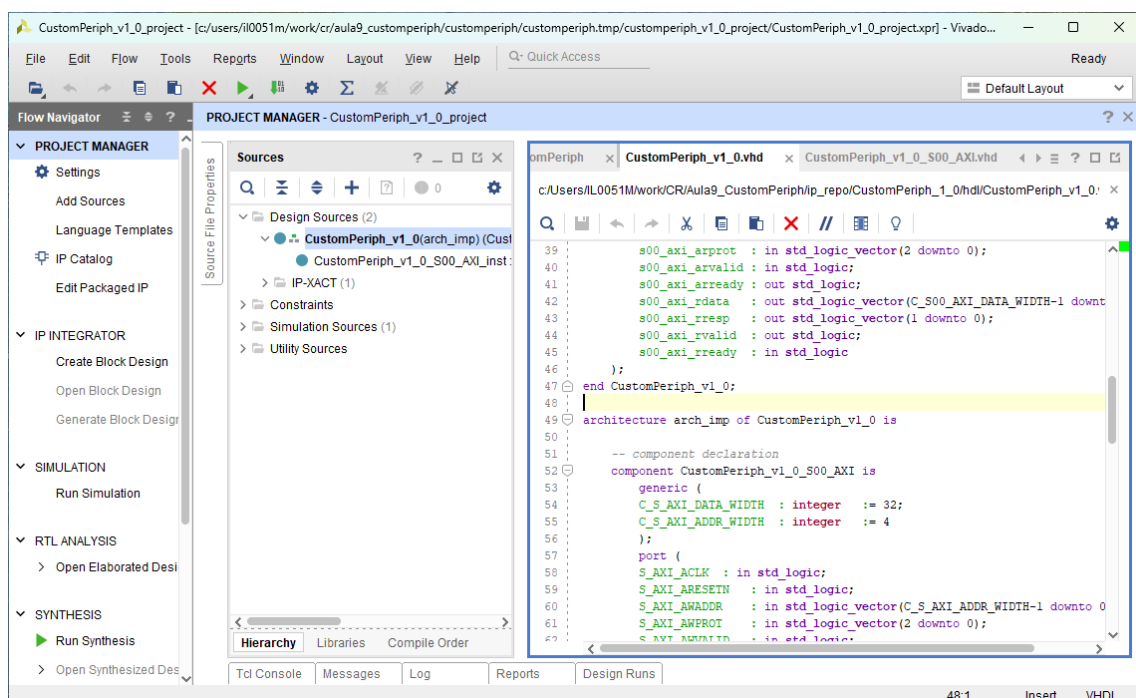 CustomPeriph_v1_0_project - [c:/users/il0051m/work/cr/aula9_customperiph/customperiph/customperiph.tmp/customperiph_v1_0_project/CustomPeriph_v1_0_project.xpr] - Vivado...
File Edit Flow Tools Reports Window Layout View Help Q- Quick Access Ready
Default Layout
Flow Navigator ? _
PROJECT MANAGER - CustomPeriph_v1_0_project ? X
PROJECT MANAGER
Settings
Add Sources
Language Templates
IP Catalog
Edit Packaged IP
IP INTEGRATOR
Create Block Design
Open Block Design
Generate Block Desigr
SIMULATION
Run Simulation
RTL ANALYSIS
Open Elaborated Desi
SYNTHESIS
Run Synthesis
Open Synthesized Des
Source File Properties
Sources
0
Design Sources (2)
CustomPeriph_v1_0(arch_imp) (Cust
CustomPeriph_v1_0_S00_AXI_inst :
IP-XACT (1)
Constraints
Simulation Sources (1)
Utility Sources
Hierarchy Libraries Compile Order
omPeriph CustomPeriph_v1_0.vhd CustomPeriph_v1_0_S00_AXI.vhd
c:/Users/IL0051M/work/CR/Aula9_CustomPeriph/ip_repo/CustomPeriph_1_0/hdl/CustomPeriph_v1_0.
39 s00_axi_arprot : in std_logic_vector(2 downto 0);
40 s00_axi_arvalid : in std_logic;
41 s00_axi_arready : out std_logic;
42 s00_axi_rdata : out std_logic_vector(C_S00_AXI_DATA_WIDTH-1 downt
43 s00_axi_rresp : out std_logic_vector(1 downto 0);
44 s00_axi_rvalid : out std_logic;
45 s00_axi_rready : in std_logic
46 );
47 end CustomPeriph_v1_0;
48
49 architecture arch_imp of CustomPeriph_v1_0 is
50
51 -- component declaration
52 component CustomPeriph_v1_0_S00_AXI is
53 generic (
54 C_S_AXI_DATA_WIDTH : integer := 32;
55 C_S_AXI_ADDR_WIDTH : integer := 4
56 );
57 port (
58 S_AXI_ACLK : in std_logic;
59 S_AXI_ARESETN : in std_logic;
60 S_AXI_AWADDR : in std_logic_vector(C_S_AXI_ADDR_WIDTH-1 downto 0
61 S_AXI_AWPROT : in std_logic_vector(2 downto 0);
62 S_AXI_AWVALID : in std_logic;
Tcl Console Messages Log Reports Design Runs
48:1 Insert VHDL